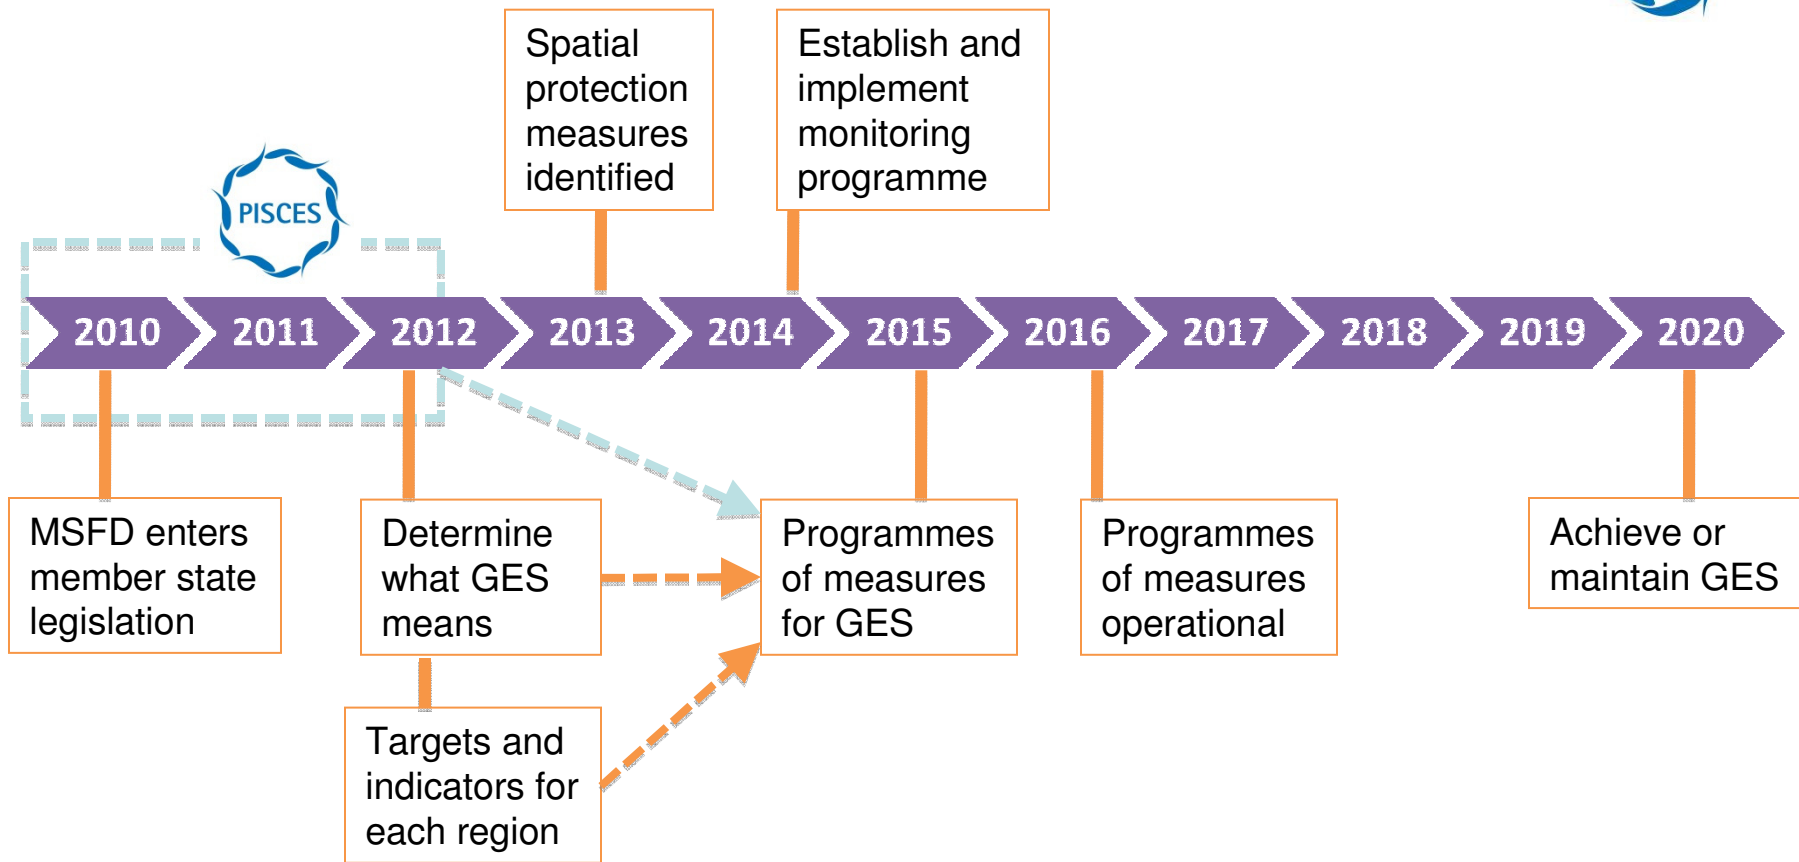 Spatial
protection
measures
identified
Establish and
implement
monitoring
programme
PISCES
2010 2011 2012 2013 2014 2015 2016 2017 2018 2019 2020
MSFD enters
member state
legislation
Determine
what GES
means
Programmes
of measures
for GES
Programmes
of measures
operational
Achieve or
maintain GES
Targets and
indicators for
each region